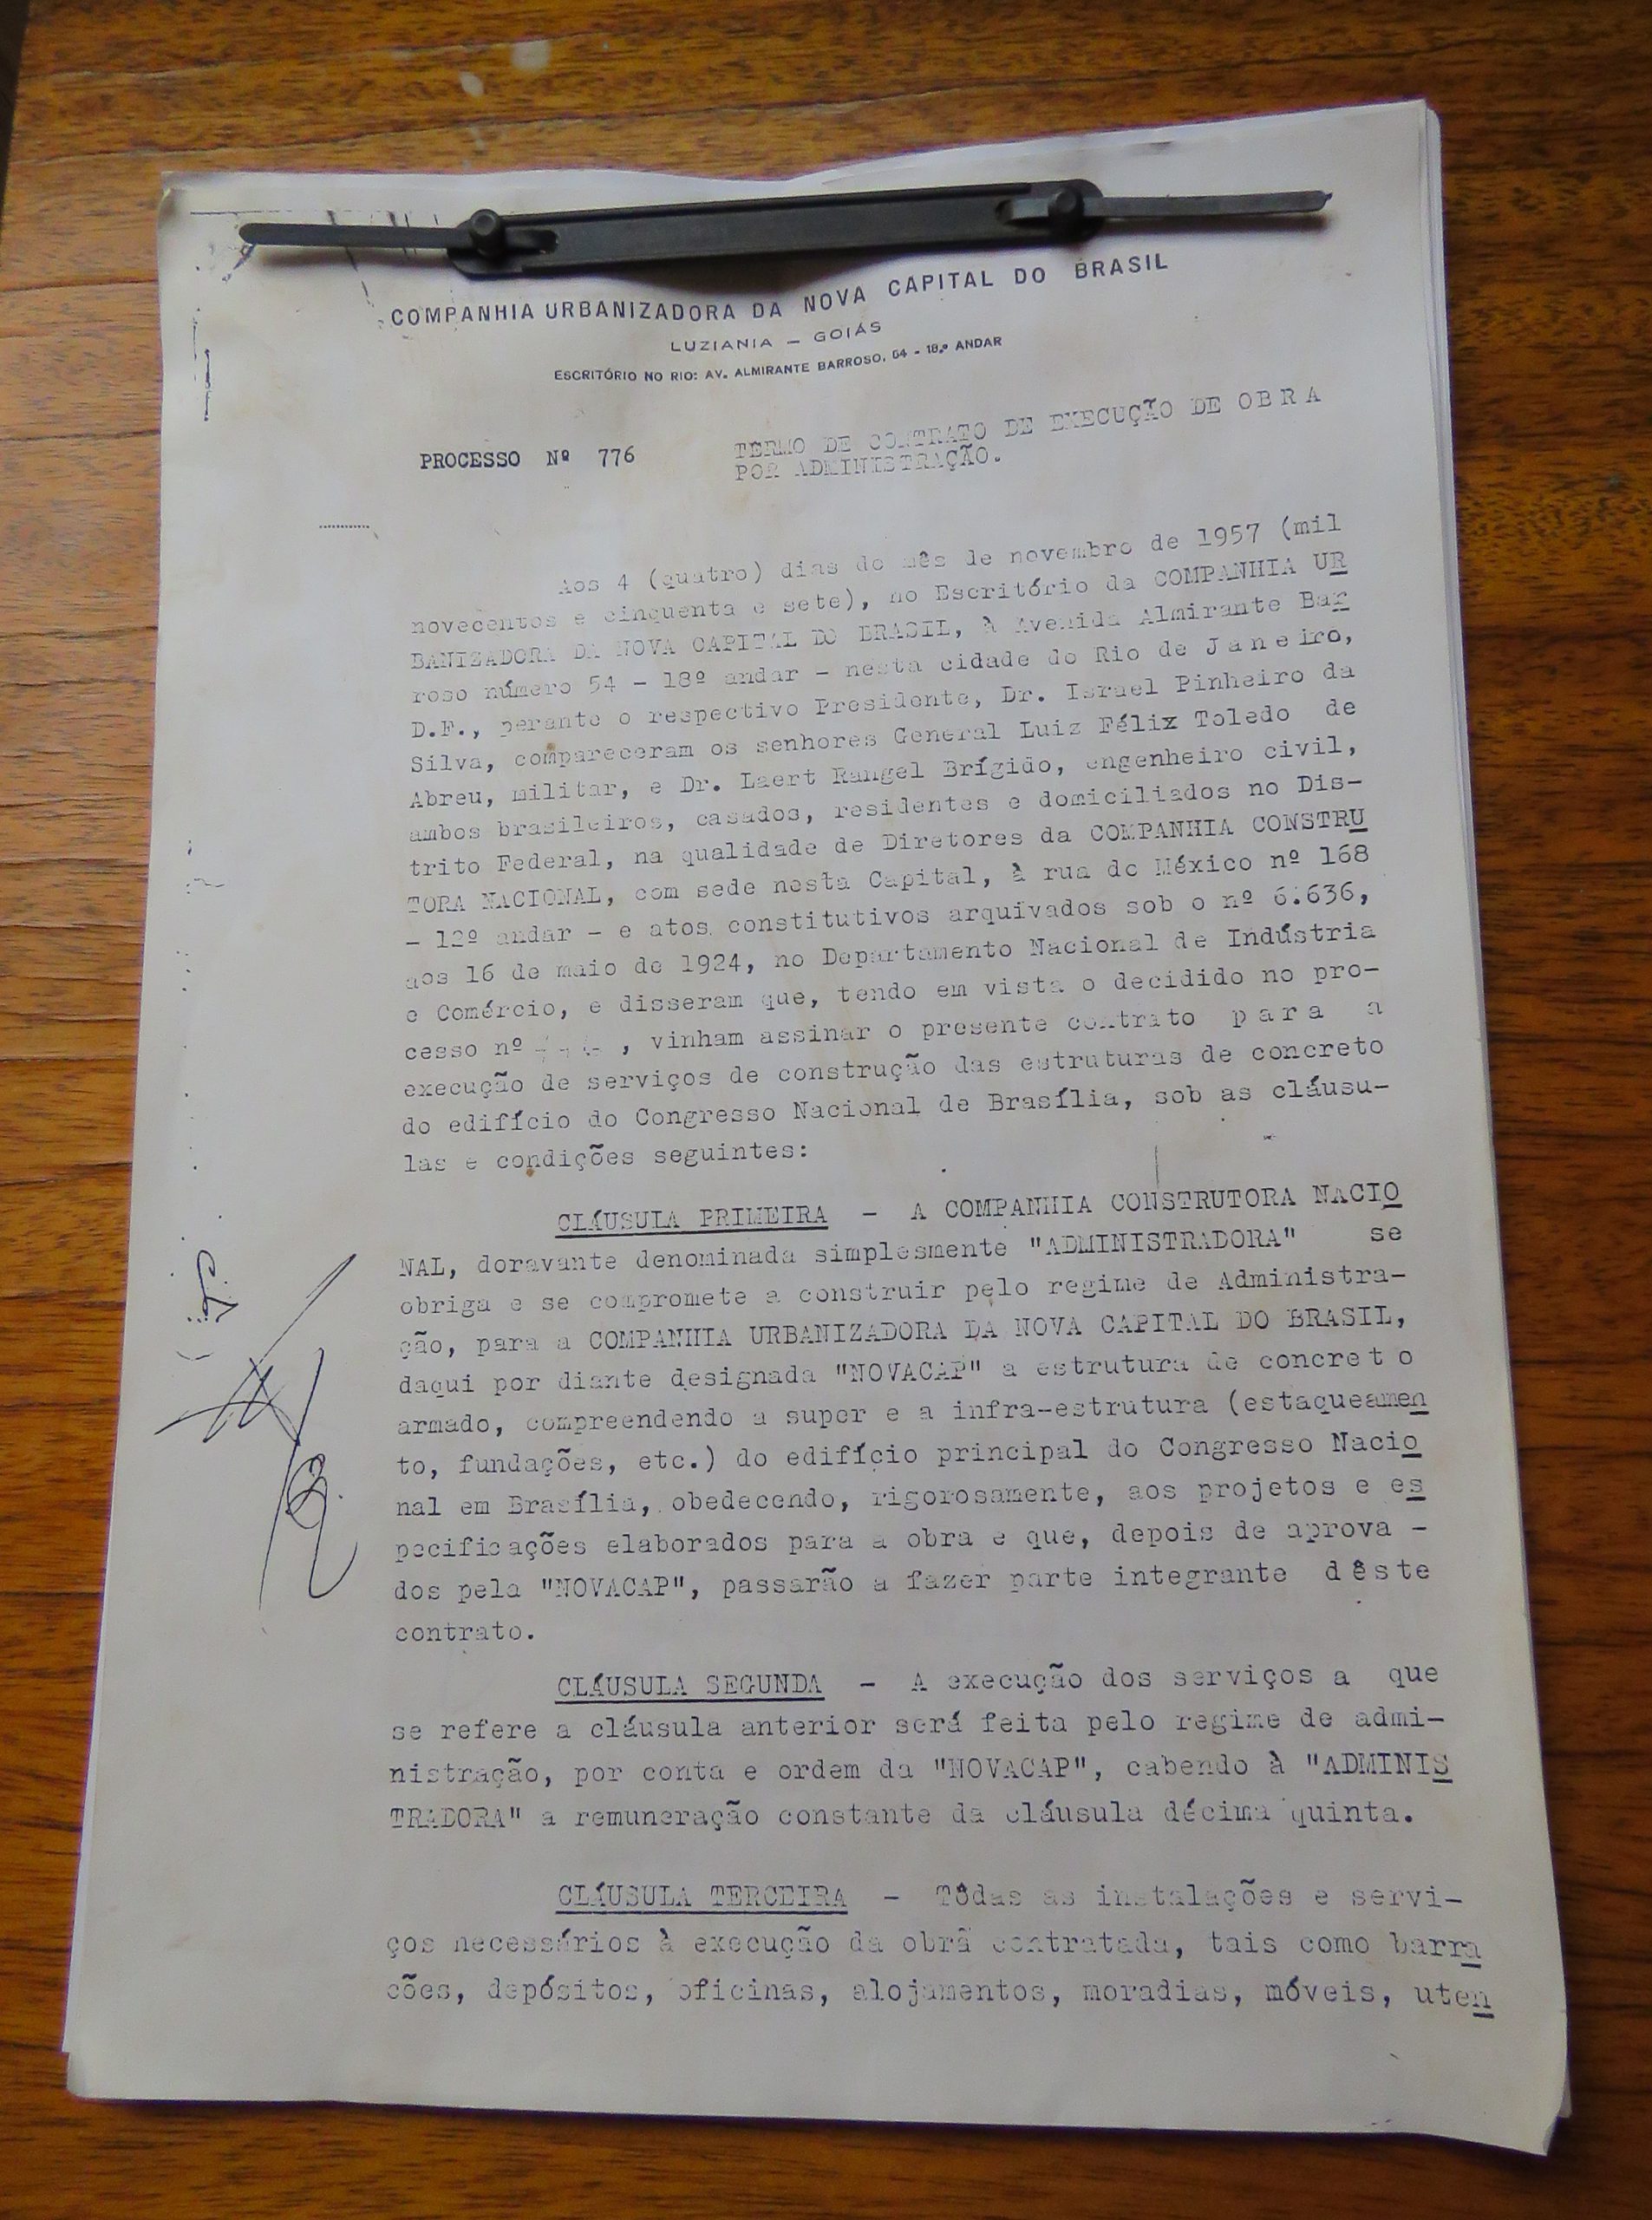 COMPANHIA URBANIZADORA DA NOVA CAPITAL DO BRASIL
LUZIANIA – GOIÁS
ESCRITÓRIO NO RIO: AV. ALMIRANTE BARROSO, 54 - 18.º ANDAR
PROCESSO Nº 776
TERMO DE CONTRATO DE EXECUÇÃO DE OBRA
POR ADMINISTRAÇÃO.
Aos 4 (quatro) dias do mês de novembro de 1957 (mil
novecentos e cinquenta e sete), no Escritório da COMPANHIA UR
BANIZADORA DA NOVA CAPITAL DO BRASIL, à Avenida Almirante Bar
roso número 54 - 18º andar - nesta cidade do Rio de Janeiro,
D.F., perante o respectivo Presidente, Dr. Israel Pinheiro da
Silva, compareceram os senhores General Luiz Félix Toledo de
Abreu, militar, e Dr. Laert Rangel Brígido, engenheiro civil,
ambos brasileiros, casados, residentes e domiciliados no Dis-
trito Federal, na qualidade de Diretores da COMPANHIA CONSTRU
TORA NACIONAL, com sede nesta Capital, à rua do México nº 168
- 12º andar - e atos constitutivos arquivados sob o nº 6.636,
aos 16 de maio de 1924, no Departamento Nacional de Indústria
e Comércio, e disseram que, tendo em vista o decidido no pro-
cesso nº , vinham assinar o presente contrato para a
execução de serviços de construção das estruturas de concreto
do edifício do Congresso Nacional de Brasília, sob as cláusu-
las e condições seguintes:
CLÁUSULA PRIMEIRA - A COMPANHIA CONSTRUTORA NACIO
NAL, doravante denominada simplesmente "ADMINISTRADORA" se
obriga e se compromete a construir pelo regime de Administra-
ção, para a COMPANHIA URBANIZADORA DA NOVA CAPITAL DO BRASIL,
daqui por diante designada "NOVACAP" a estrutura de concreto
armado, compreendendo a super e a infra-estrutura (estaqueamen
to, fundações, etc.) do edifício principal do Congresso Nacio
nal em Brasília, obedecendo, rigorosamente, aos projetos e es
pecificações elaborados para a obra e que, depois de aprova -
dos pela "NOVACAP", passarão a fazer parte integrante dêste
contrato.
CLÁUSULA SEGUNDA - A execução dos serviços a que
se refere a cláusula anterior será feita pelo regime de admi-
nistração, por conta e ordem da "NOVACAP", cabendo à "ADMINIS
TRADORA" a remuneração constante da cláusula décima quinta.
CLÁUSULA TERCEIRA - Tôdas as instalações e servi-
ços necessários à execução da obra contratada, tais como barra
cões, depósitos, oficinas, alojamentos, moradias, móveis, uten